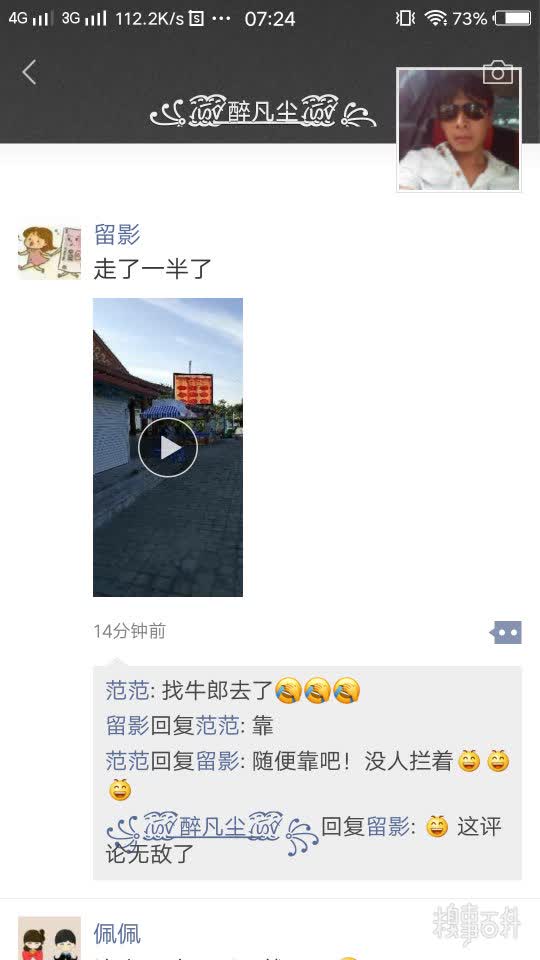 4G 3G 112.2K/s 07:24 73%
醉凡尘
留影
走了一半了
14分钟前
范范: 找牛郎去了🤦🤦🤦
留影回复范范: 靠
范范回复留影: 随便靠吧！没人拦着😄😄
😄
醉凡尘 回复留影: 😄 这评
论无敌了
佩佩
糗事百科